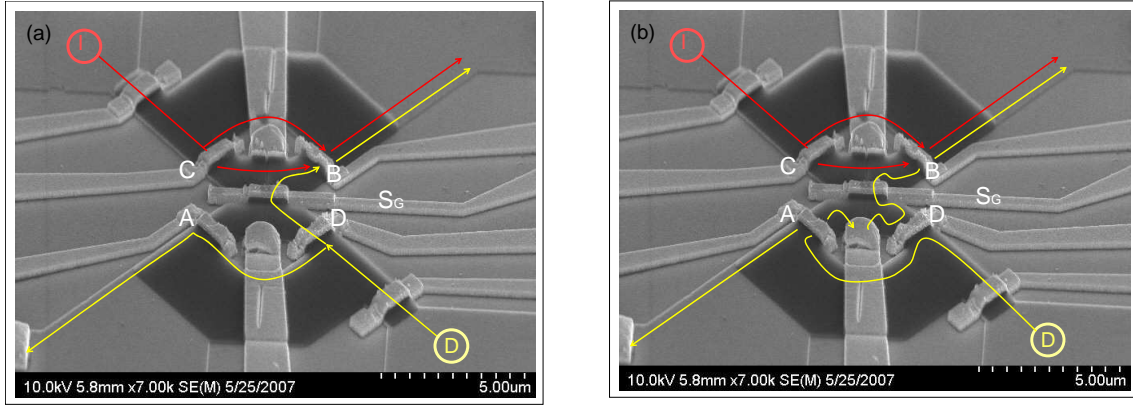 (a)
I
C
B
SG
A
D
D
10.0kV 5.8mm x7.00k SE(M) 5/25/2007
5.00um
(b)
I
C
B
SG
A
D
D
10.0kV 5.8mm x7.00k SE(M) 5/25/2007
5.00um